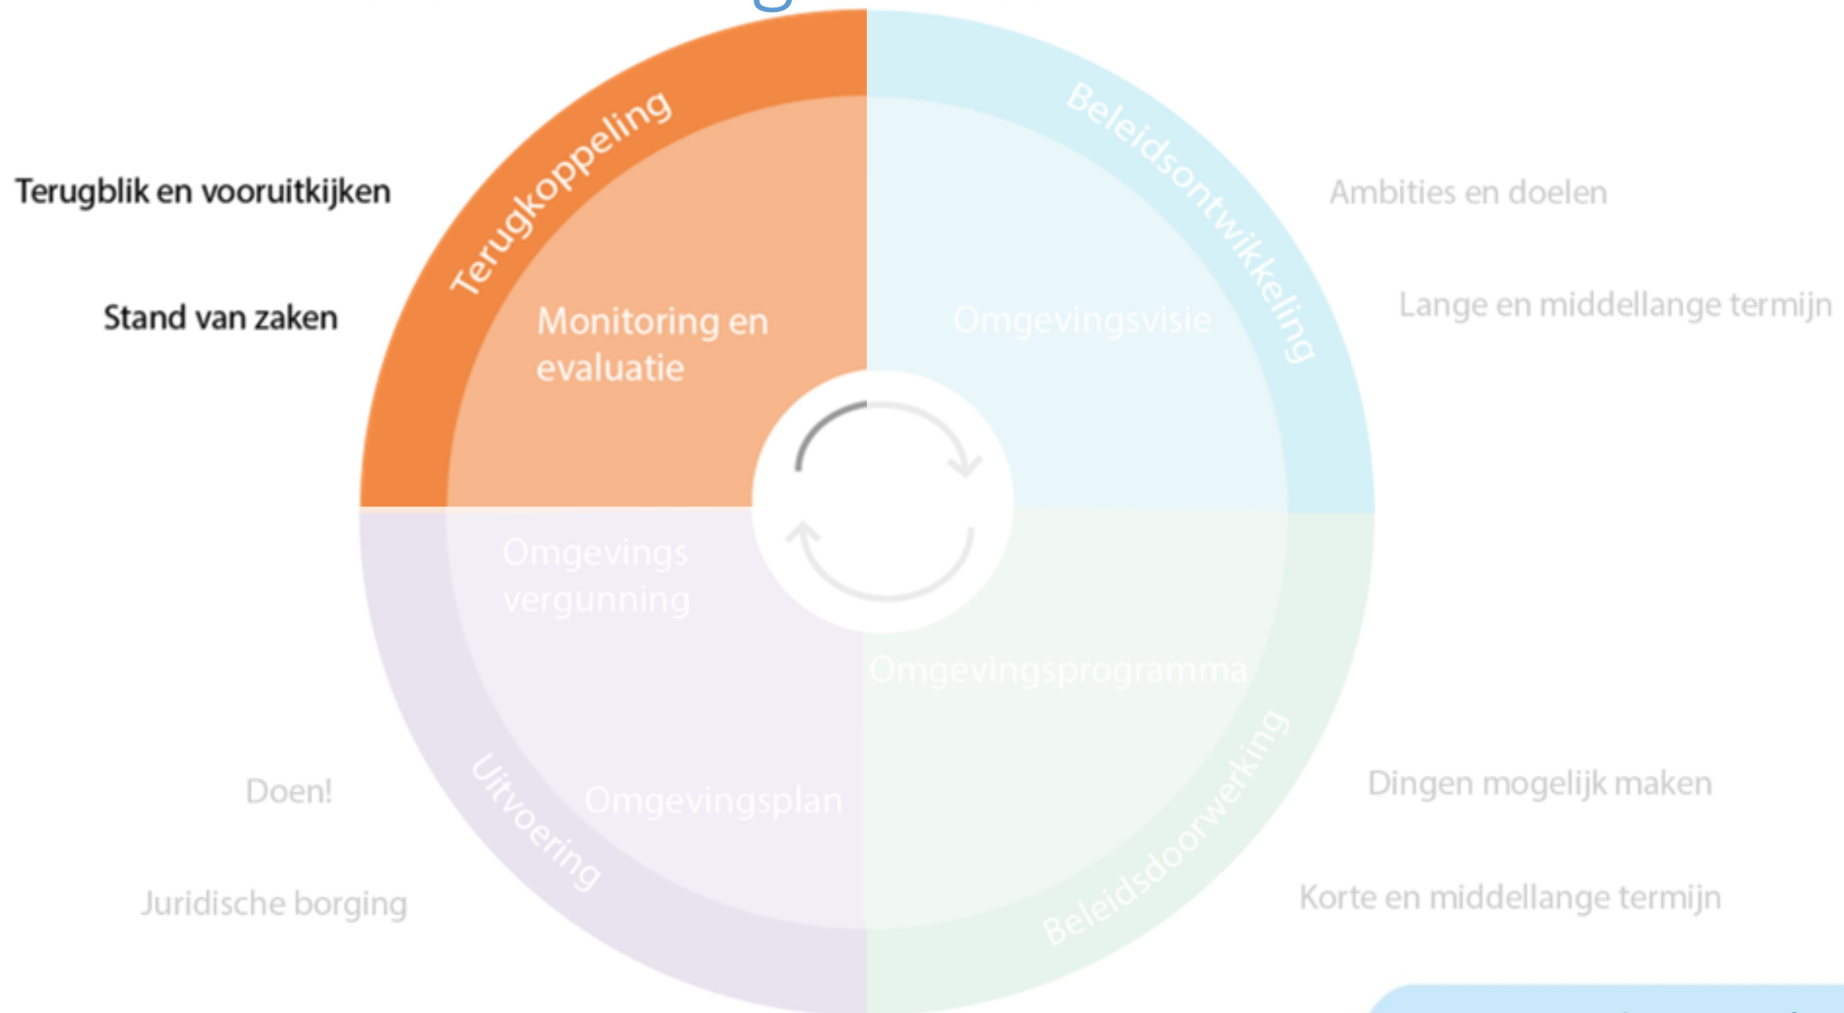 Terugkoppeling
Beleidsontwikkeling
Terugblik en vooruitkijken
Stand van zaken
Monitoring en
evaluatie
Omgevingsvisie
Ambities en doelen
Lange en middellange termijn
Omgevings
vergunning
Omgevingsprogramma
Omgevingsplan
Uitvoering
Beleidsdoorwerking
Doen!
Juridische borging
Dingen mogelijk maken
Korte en middellange termijn